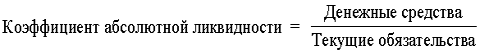 Коэффициент абсолютной ликвидности = Денежные средства
Текущие обязательства